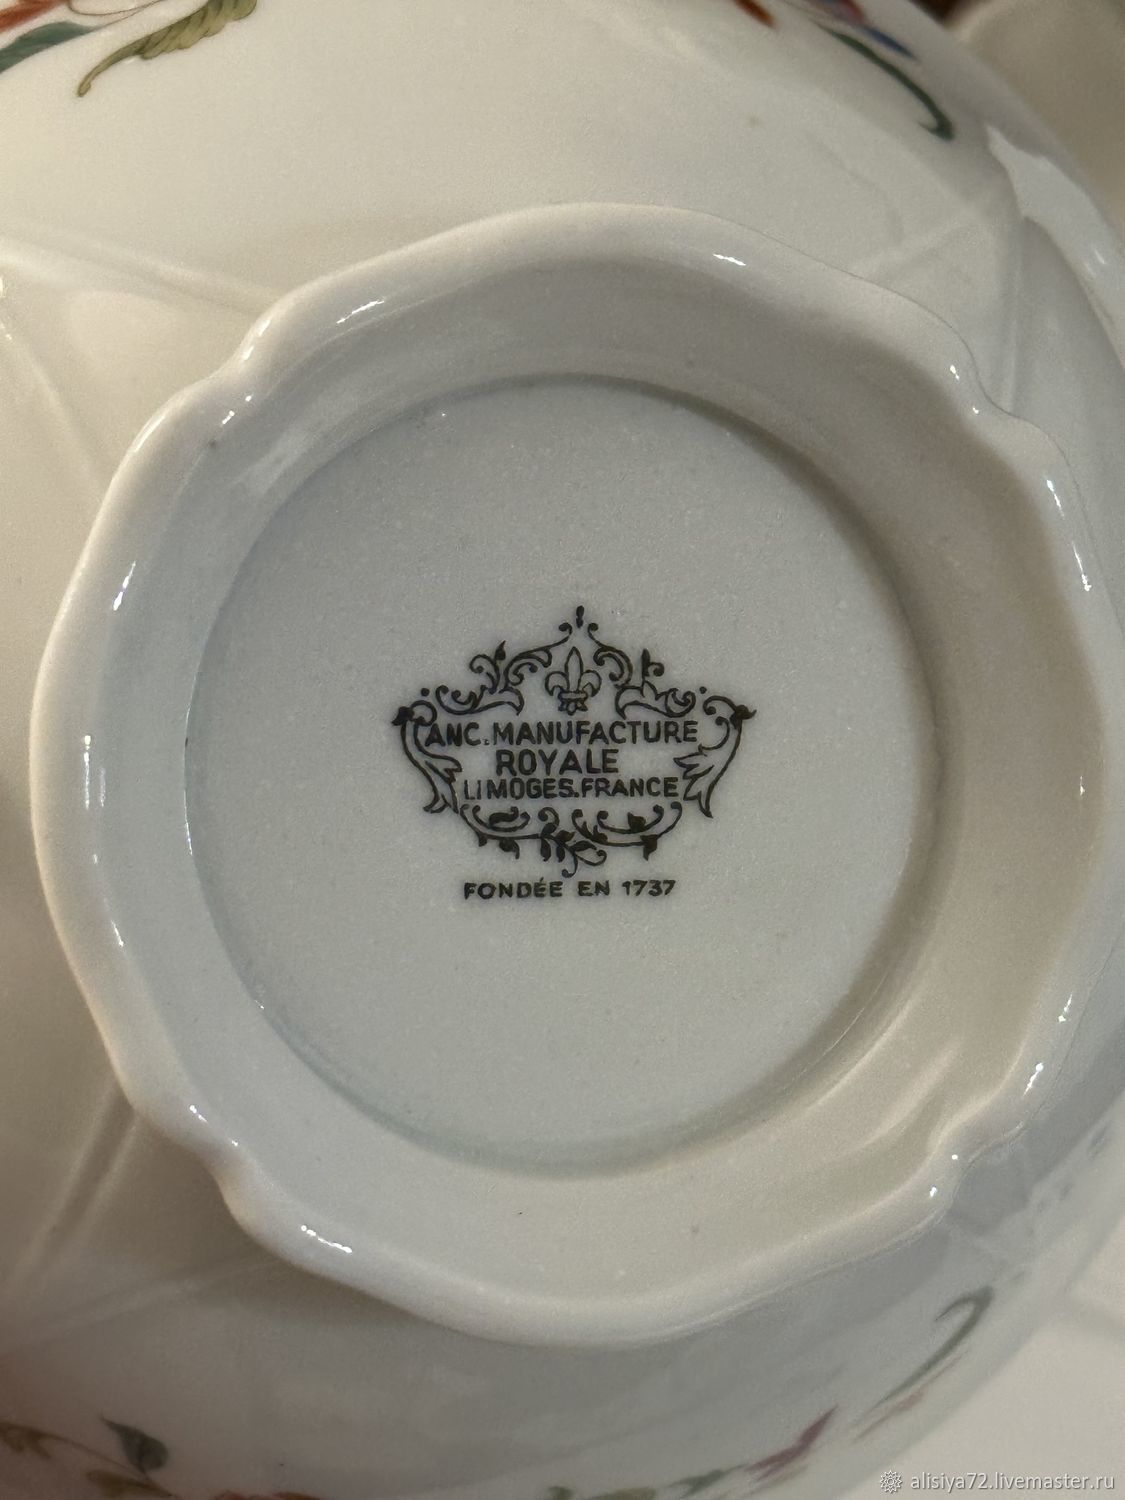 ANC. MANUFACTURE
ROYALE
LIMOGES. FRANCE
FONDÉE EN 1737
alisiya72.livemaster.ru